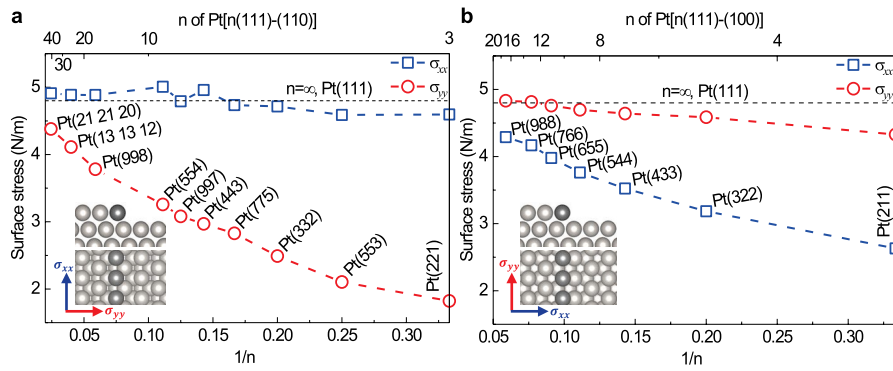 a
n of Pt[n(111)-(110)]
40 20 10 3
30
σxx
σyy
n=∞, Pt(111)
Pt(21 21 20)
Pt(13 13 12)
Pt(998)
Pt(554)
Pt(997)
Pt(443)
Pt(775)
Pt(332)
Pt(553)
Pt(221)
Surface stress (N/m)
5
4
3
2
σxx
σyy
0.05 0.10 0.15 0.20 0.25 0.30
1/n
b
n of Pt[n(111)-(100)]
20 16 12 8 4
σxx
σyy
n=∞, Pt(111)
Pt(988)
Pt(766)
Pt(655)
Pt(544)
Pt(433)
Pt(322)
Pt(211)
Surface stress (N/m)
5
4
3
2
σyy
σxx
0.05 0.10 0.15 0.20 0.25 0.30
1/n